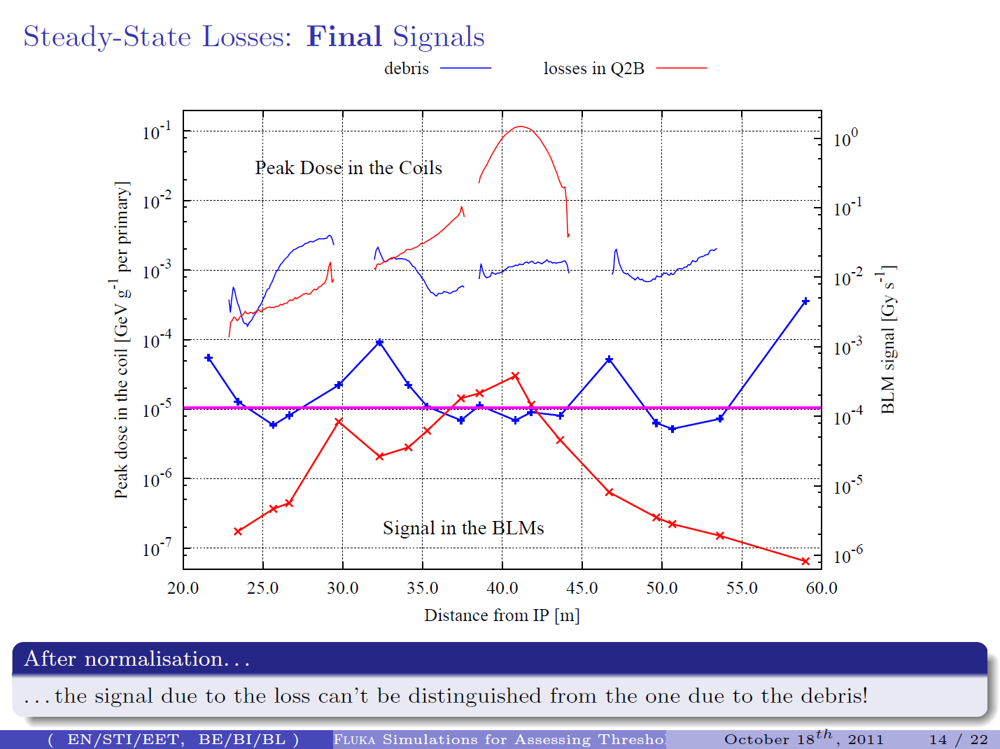 Steady-State Losses: Final Signals
debris losses in Q2B
10^-1
10^-2
10^-3
10^-4
10^-5
10^-6
10^-7
Peak dose in the coil [GeV g^-1 per primary]
Peak Dose in the Coils
Signal in the BLMs
10^0
10^-1
10^-2
10^-3
10^-4
10^-5
10^-6
BLM signal [Gy s^-1]
20.0 25.0 30.0 35.0 40.0 45.0 50.0 55.0 60.0
Distance from IP [m]
After normalisation...
...the signal due to the loss can't be distinguished from the one due to the debris!
( EN/STI/EET, BE/BI/BL ) FLUKA Simulations for Assessing Thresho October 18^th, 2011 14 / 22